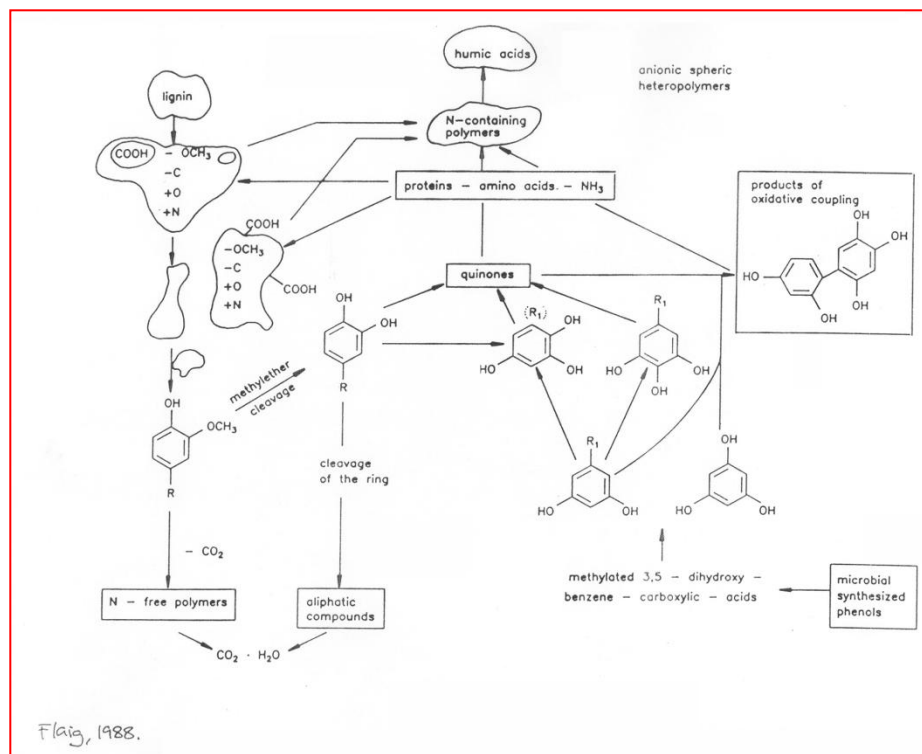 humic acids
anionic spheric
heteropolymers
lignin
N-containing
polymers
COOH
- OCH3
-C
+O
+N
proteins - amino acids. - NH3
products of
oxidative coupling
OH
OH
OH
HO
OH
OH
COOH
-OCH3
-C
+O
+N
COOH
quinones
OH
OH
R
(R1)
OH
HO
OH
R1
HO
OH
OH
methylether
cleavage
OH
OCH3
R
cleavage
of the ring
R1
HO
OH
OH
HO
OH
- CO2
N - free polymers
aliphatic
compounds
methylated 3,5 - dihydroxy -
benzene - carboxylic - acids
microbial
synthesized
phenols
CO2 · H2O
Flaig, 1988.